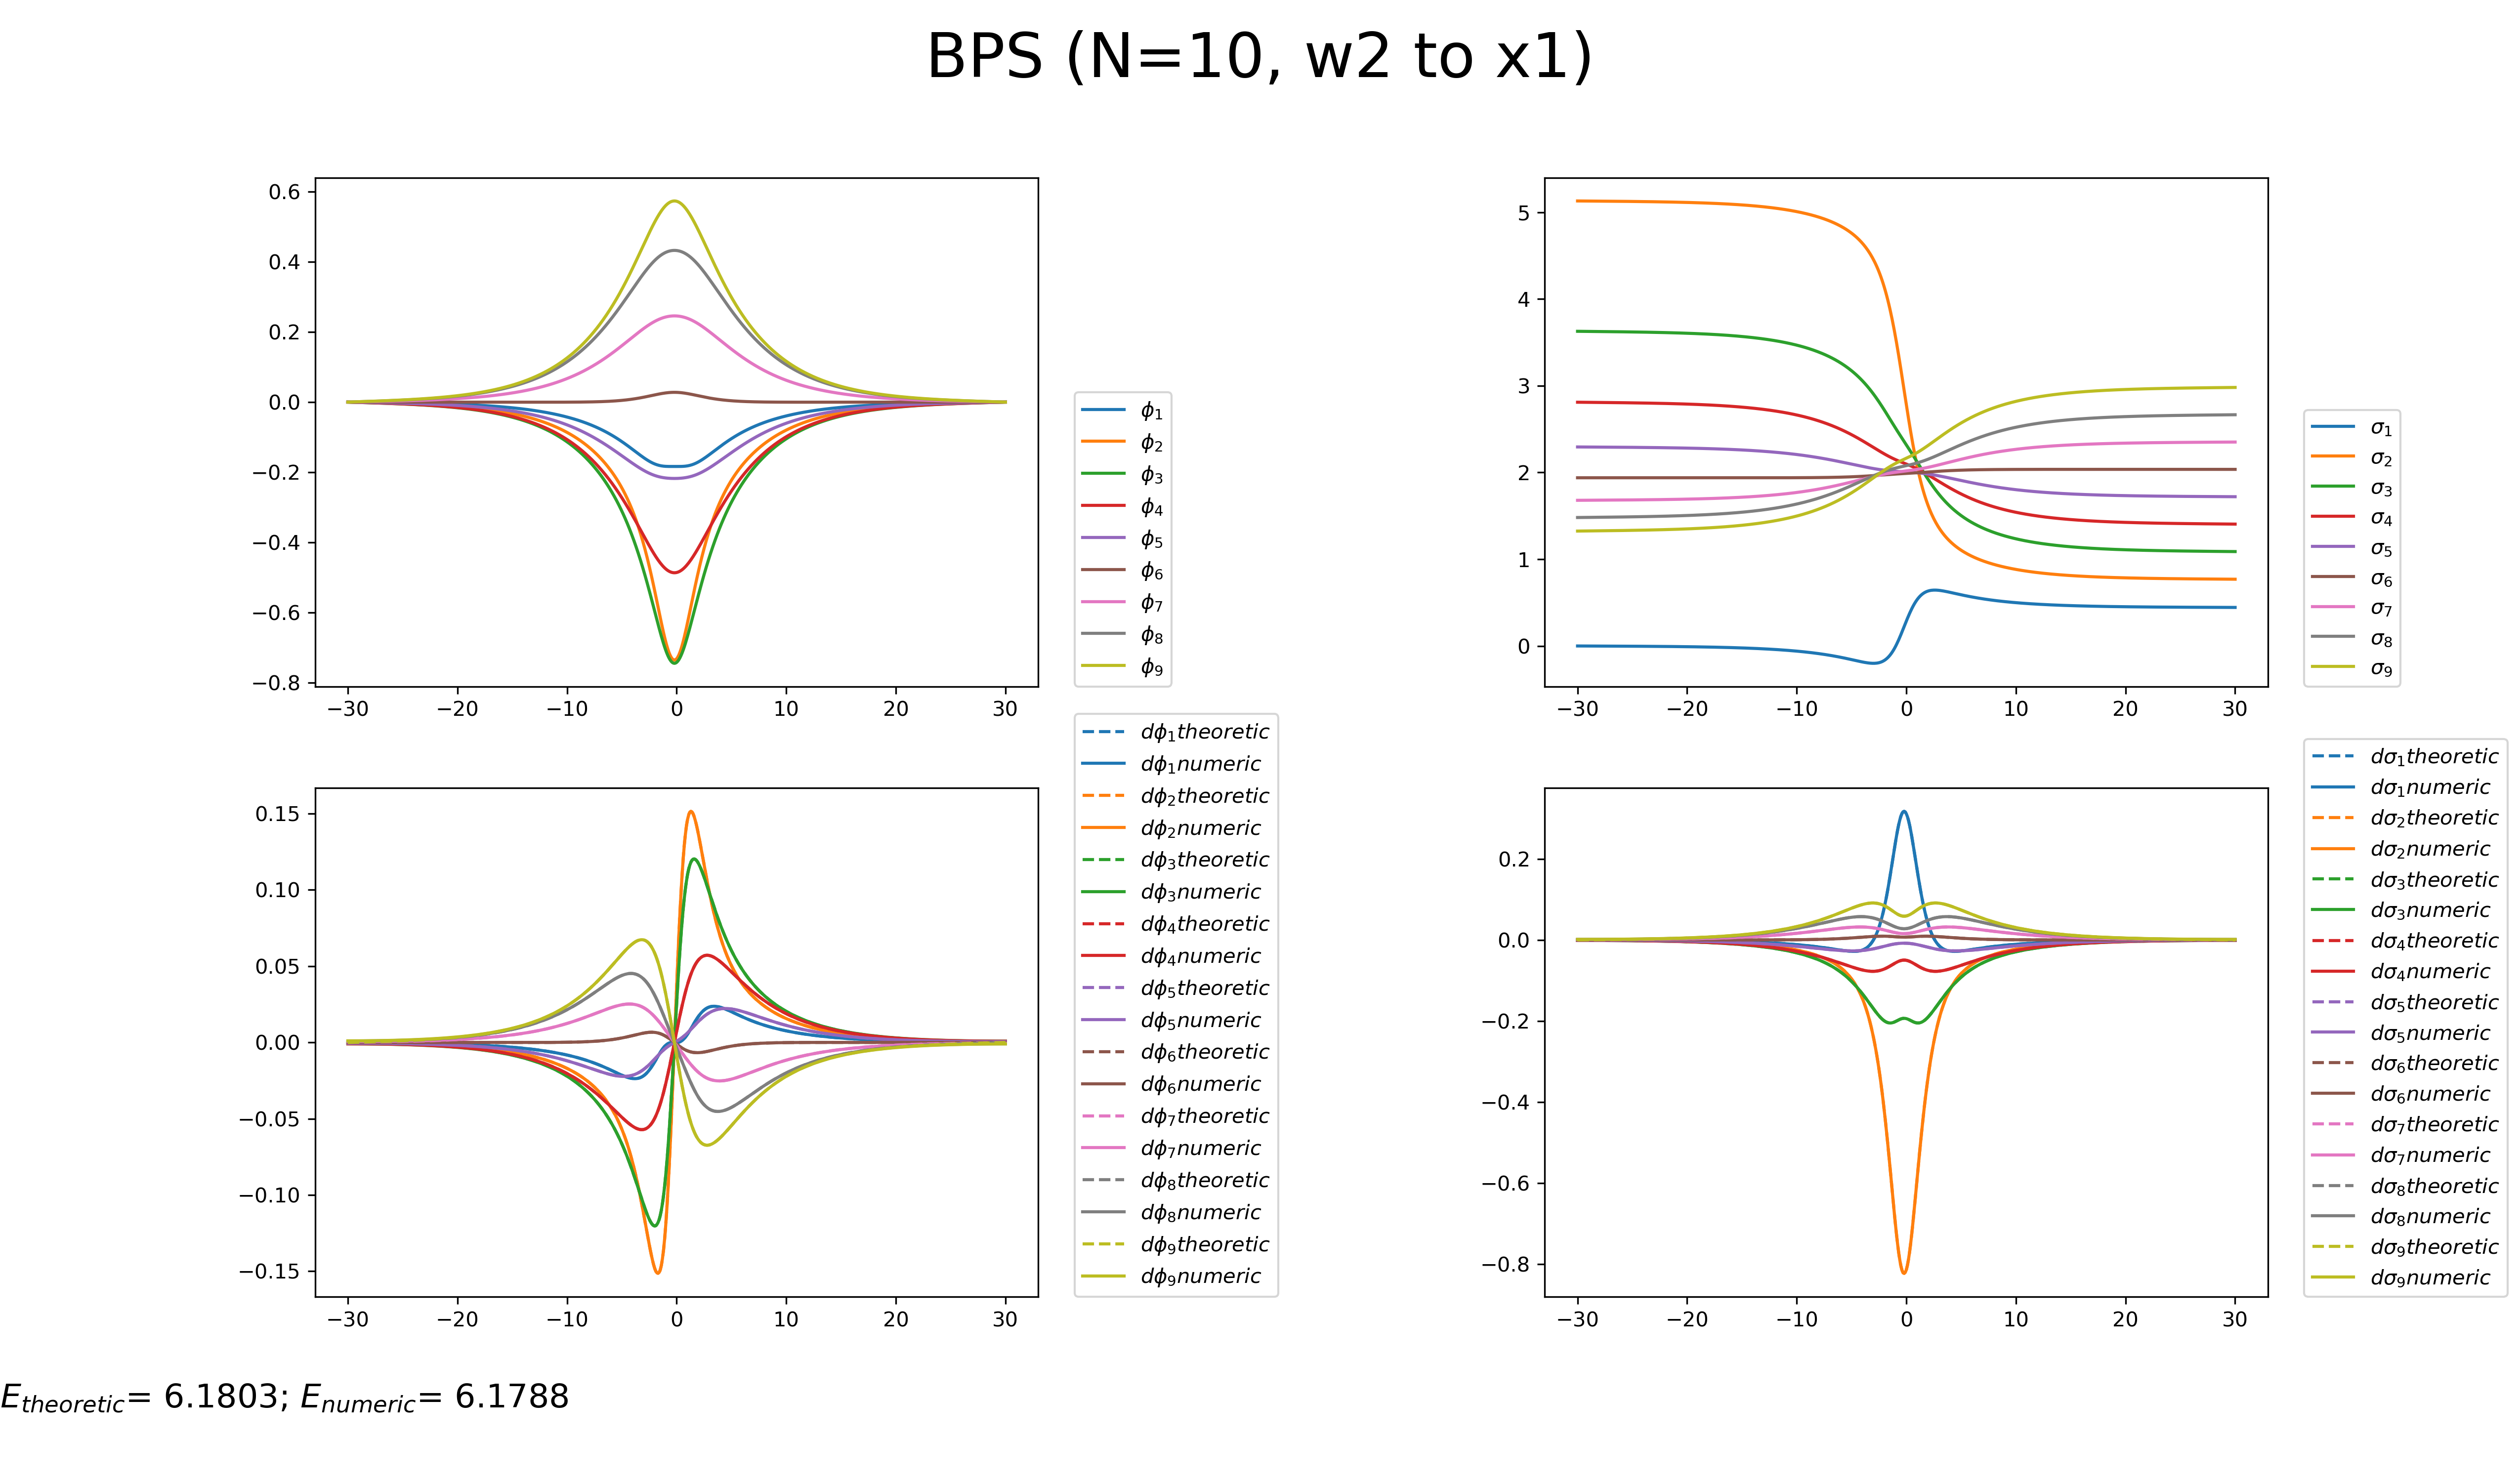 BPS (N=10, w2 to x1)
0.6
0.4
0.2
0.0
−0.2
−0.4
−0.6
−0.8
−30 −20 −10 0 10 20 30
ϕ1
ϕ2
ϕ3
ϕ4
ϕ5
ϕ6
ϕ7
ϕ8
ϕ9
5
4
3
2
1
0
−30 −20 −10 0 10 20 30
σ1
σ2
σ3
σ4
σ5
σ6
σ7
σ8
σ9
0.15
0.10
0.05
0.00
−0.05
−0.10
−0.15
−30 −20 −10 0 10 20 30
dϕ1theoretic
dϕ1numeric
dϕ2theoretic
dϕ2numeric
dϕ3theoretic
dϕ3numeric
dϕ4theoretic
dϕ4numeric
dϕ5theoretic
dϕ5numeric
dϕ6theoretic
dϕ6numeric
dϕ7theoretic
dϕ7numeric
dϕ8theoretic
dϕ8numeric
dϕ9theoretic
dϕ9numeric
0.2
0.0
−0.2
−0.4
−0.6
−0.8
−30 −20 −10 0 10 20 30
dσ1theoretic
dσ1numeric
dσ2theoretic
dσ2numeric
dσ3theoretic
dσ3numeric
dσ4theoretic
dσ4numeric
dσ5theoretic
dσ5numeric
dσ6theoretic
dσ6numeric
dσ7theoretic
dσ7numeric
dσ8theoretic
dσ8numeric
dσ9theoretic
dσ9numeric
Etheoretic= 6.1803; Enumeric= 6.1788